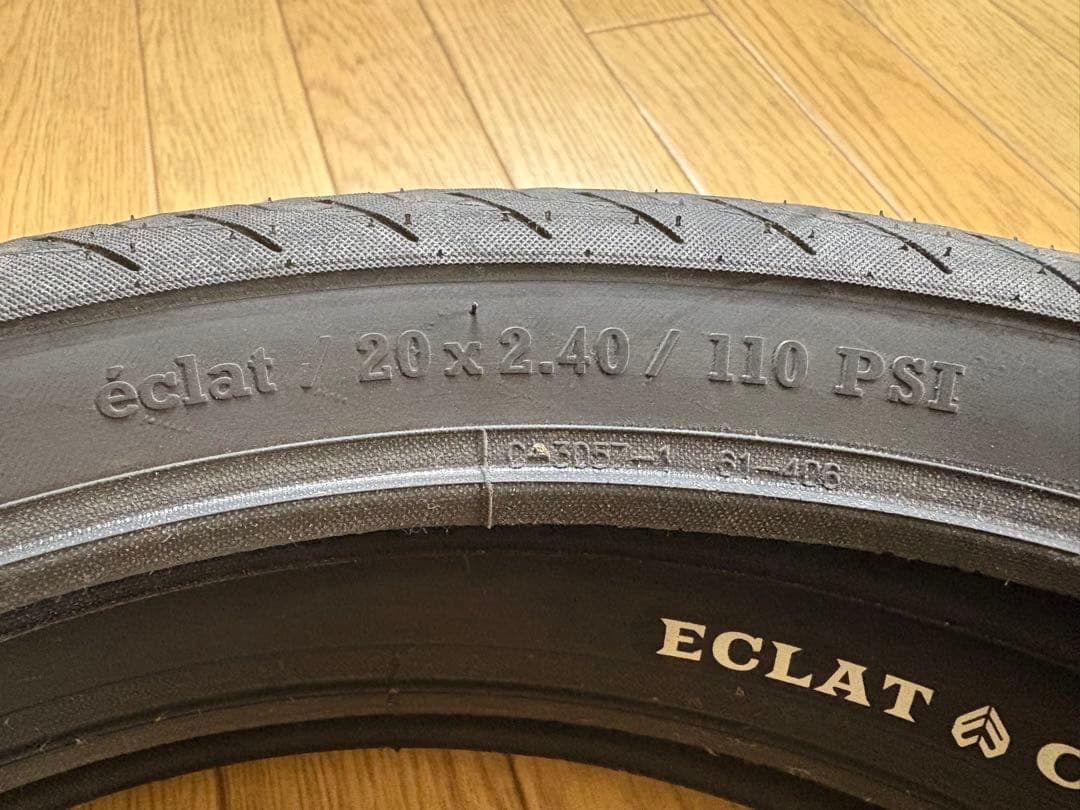 éclat / 20 x 2.40 / 110 PSI
C-3057-1 61-406
ECLAT C